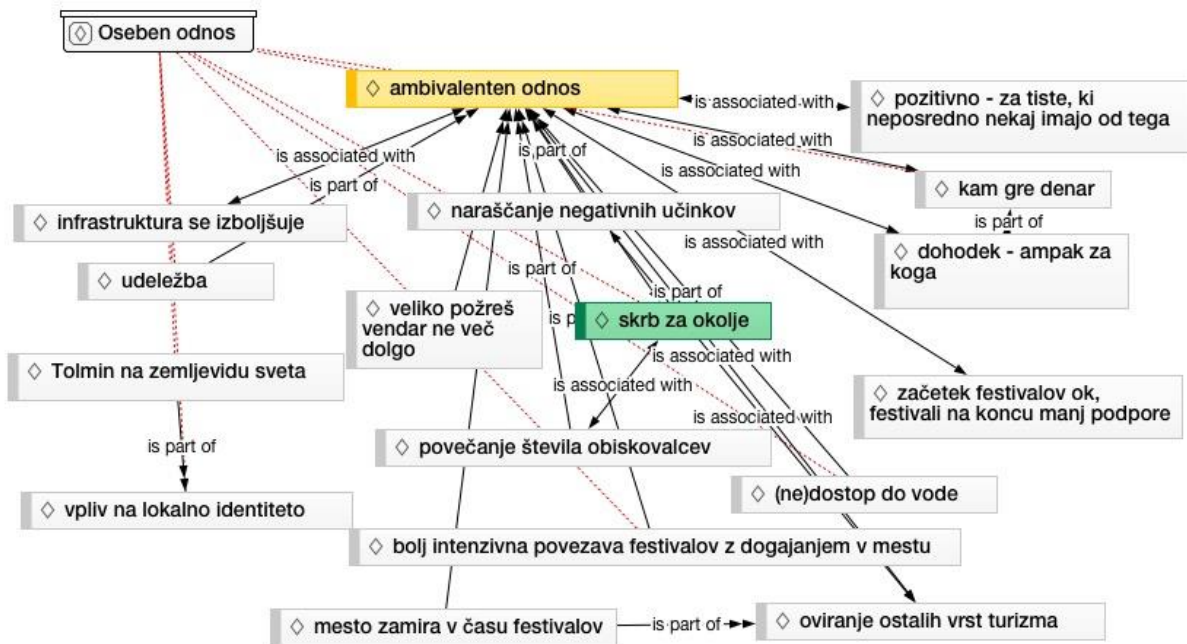 Oseben odnos
ambivalenten odnos
is associated with
pozitivno - za tiste, ki
neposredno nekaj imajo od tega
is associated with
is part of
is associated with
is part of
is associated with
kam gre denar
infrastruktura se izboljšuje
naraščanje negativnih učinkov
is part of
is associated with
dohodek - ampak za
koga
udeležba
is part of
is part of
veliko požreš
vendar ne več
dolgo
skrb za okolje
is associated with
Tolmin na zemljevidu sveta
is associated with
začetek festivalov ok,
festivali na koncu manj podpore
is associated with
is part of
povečanje števila obiskovalcev
(ne)dostop do vode
vpliv na lokalno identiteto
bolj intenzivna povezava festivalov z dogajanjem v mestu
mesto zamira v času festivalov
is part of
oviranje ostalih vrst turizma